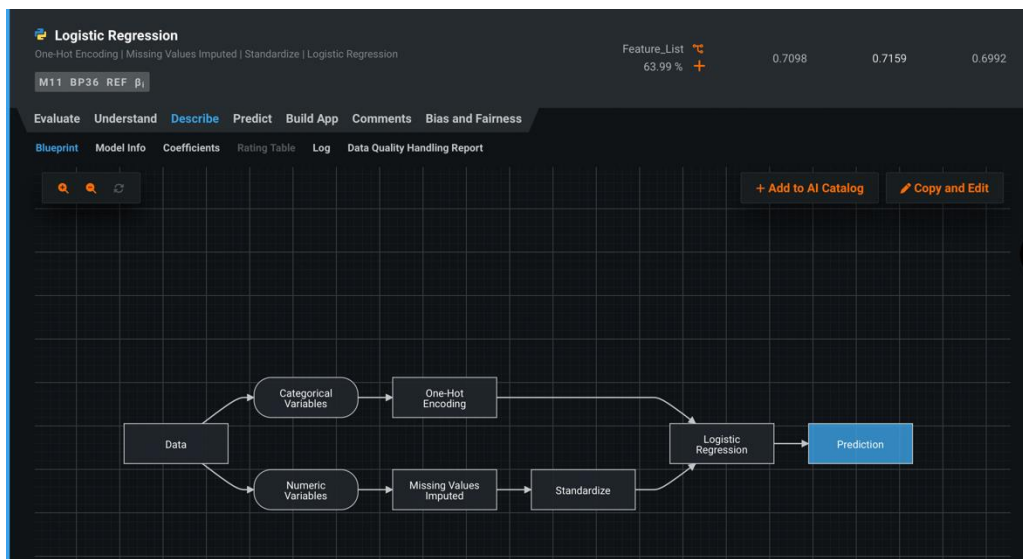 Logistic Regression
One-Hot Encoding | Missing Values Imputed | Standardize | Logistic Regression
M11 BP36 REF βi
Feature_List
63.99 % +
0.7098 0.7159 0.6992
Evaluate Understand Describe Predict Build App Comments Bias and Fairness
Blueprint Model Info Coefficients Rating Table Log Data Quality Handling Report
+ Add to AI Catalog
Copy and Edit
Data
Categorical
Variables
One-Hot
Encoding
Numeric
Variables
Missing Values
Imputed
Standardize
Logistic
Regression
Prediction